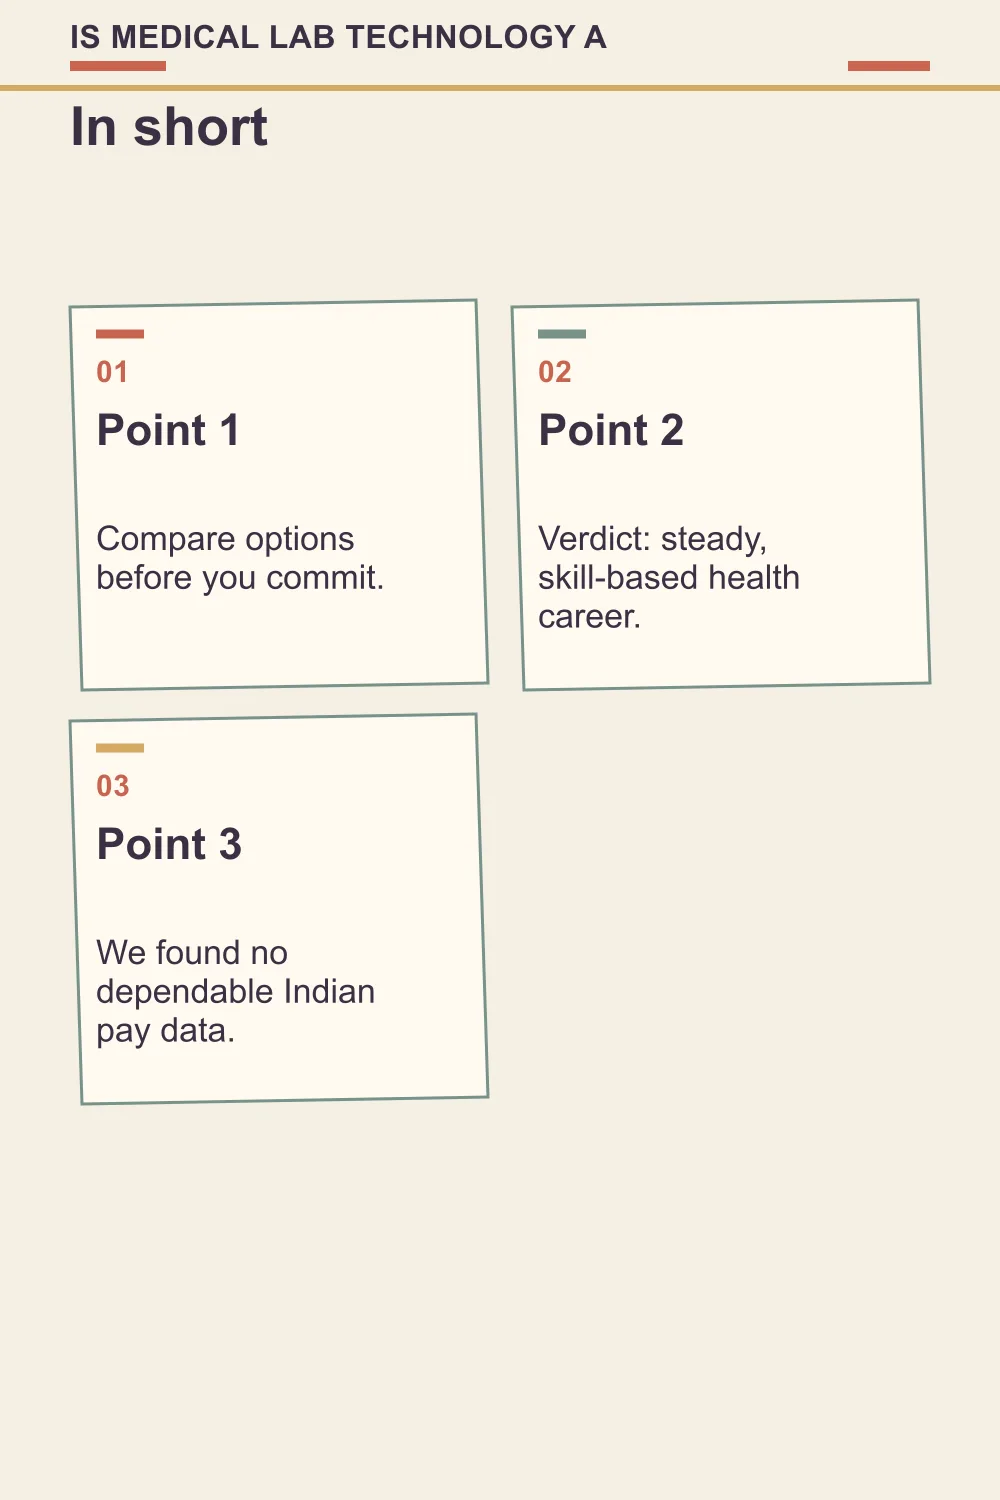 IS MEDICAL LAB TECHNOLOGY A
In short
01
Point 1
Compare options
before you commit.
02
Point 2
Verdict: steady,
skill-based health
career.
03
Point 3
We found no
dependable Indian
pay data.